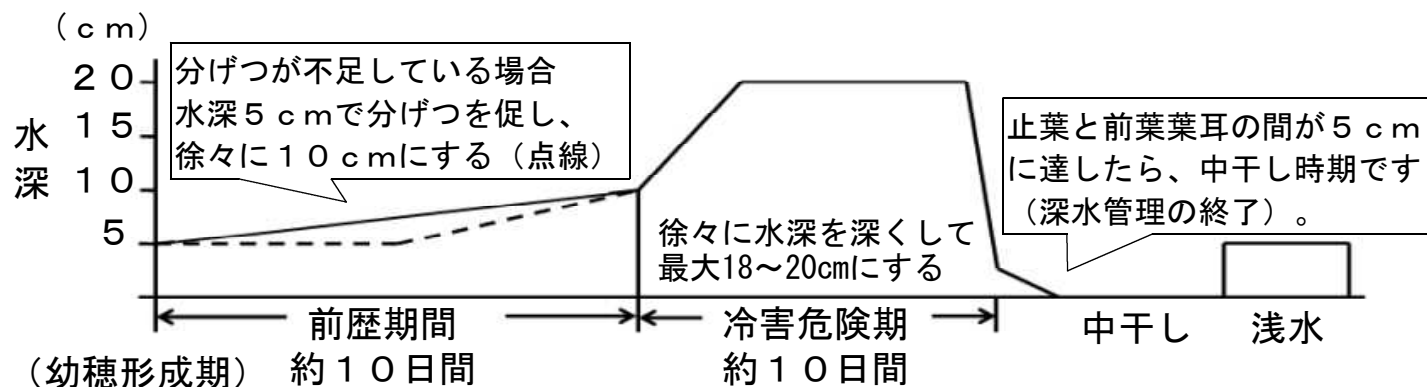 （ｃｍ）
２０
１５
１０
５
水深
分げつが不足している場合
水深５ｃｍで分げつを促し、
徐々に１０ｃｍにする（点線）
徐々に水深を深くして
最大18～20cmにする
止葉と前葉葉耳の間が５ｃｍ
に達したら、中干し時期です
（深水管理の終了）。
前歴期間
約１０日間
冷害危険期
約１０日間
中干し
浅水
（幼穂形成期）